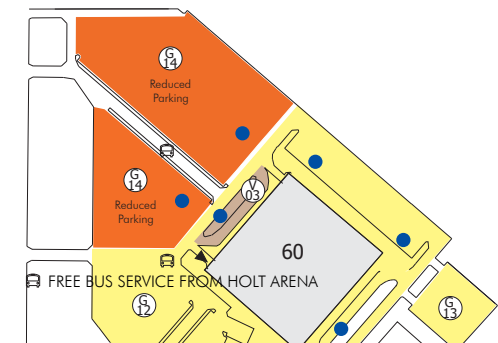 G
14
Reduced
Parking
G
14
Reduced
Parking
V
03
60
FREE BUS SERVICE FROM HOLT ARENA
G
12
G
13